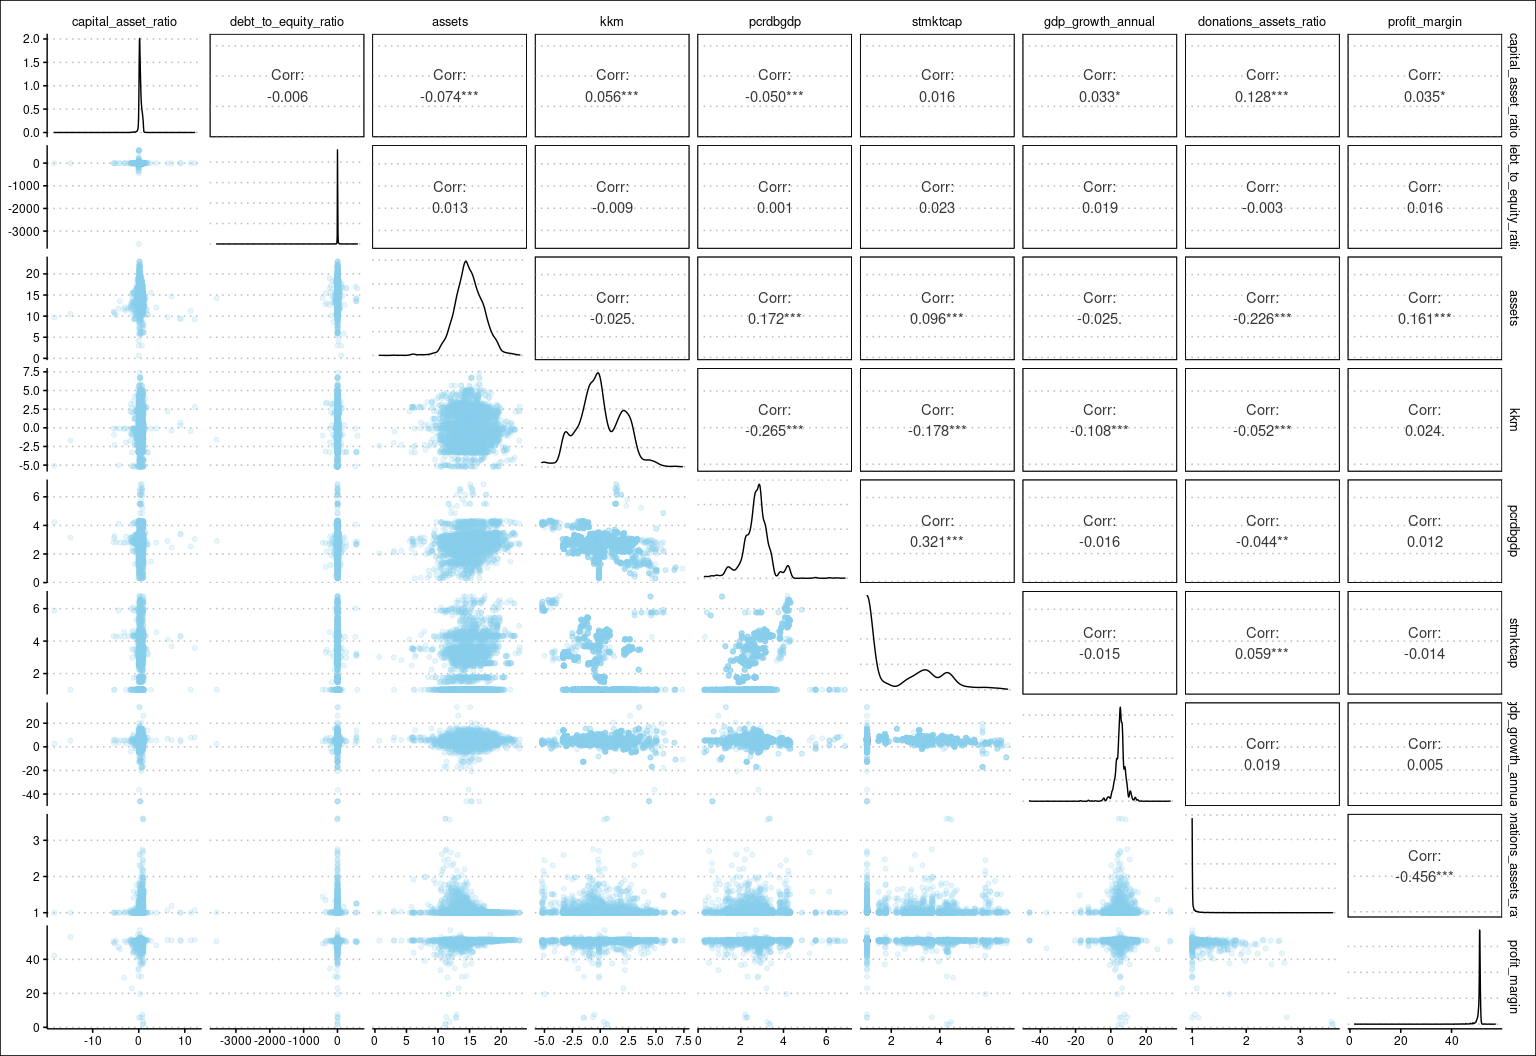 capital_asset_ratio debt_to_equity_ratio assets kkm pcrdbgdp stmktcap gdp_growth_annual donations_assets_ratio profit_margin
2.0
1.5
1.0
0.5
0.0
Corr: Corr: Corr: Corr: Corr: Corr: Corr: Corr:
-0.006 -0.074*** 0.056*** -0.050*** 0.016 0.033* 0.128*** 0.035*
capital_asset_ratio
0
-1000
-2000
-3000
Corr: Corr: Corr: Corr: Corr: Corr: Corr:
0.013 -0.009 0.001 0.023 0.019 -0.003 0.016
lebt_to_equity_rati
20
15
10
5
0
Corr: Corr: Corr: Corr: Corr: Corr:
-0.025. 0.172*** 0.096*** -0.025. -0.226*** 0.161***
assets
7.5
5.0
2.5
0.0
-2.5
-5.0
Corr: Corr: Corr: Corr: Corr:
-0.265*** -0.178*** -0.108*** -0.052*** 0.024.
kkm
6
4
2
0
Corr: Corr: Corr: Corr:
0.321*** -0.016 -0.044** 0.012
pcrdbgdp
6
4
2
Corr: Corr: Corr:
-0.015 0.059*** -0.014
stmktcap
20
0
-20
-40
Corr: Corr:
0.019 0.005
gdp_growth_annua
3
2
1
Corr:
-0.456***
nations_assets_ra
40
20
0
profit_margin
-10 0 10 -3000 -2000 -1000 0 0 5 10 15 20 -5.0 -2.5 0.0 2.5 5.0 7.5 0 2 4 6 2 4 6 -40 -20 0 20 1 2 3 0 20 40